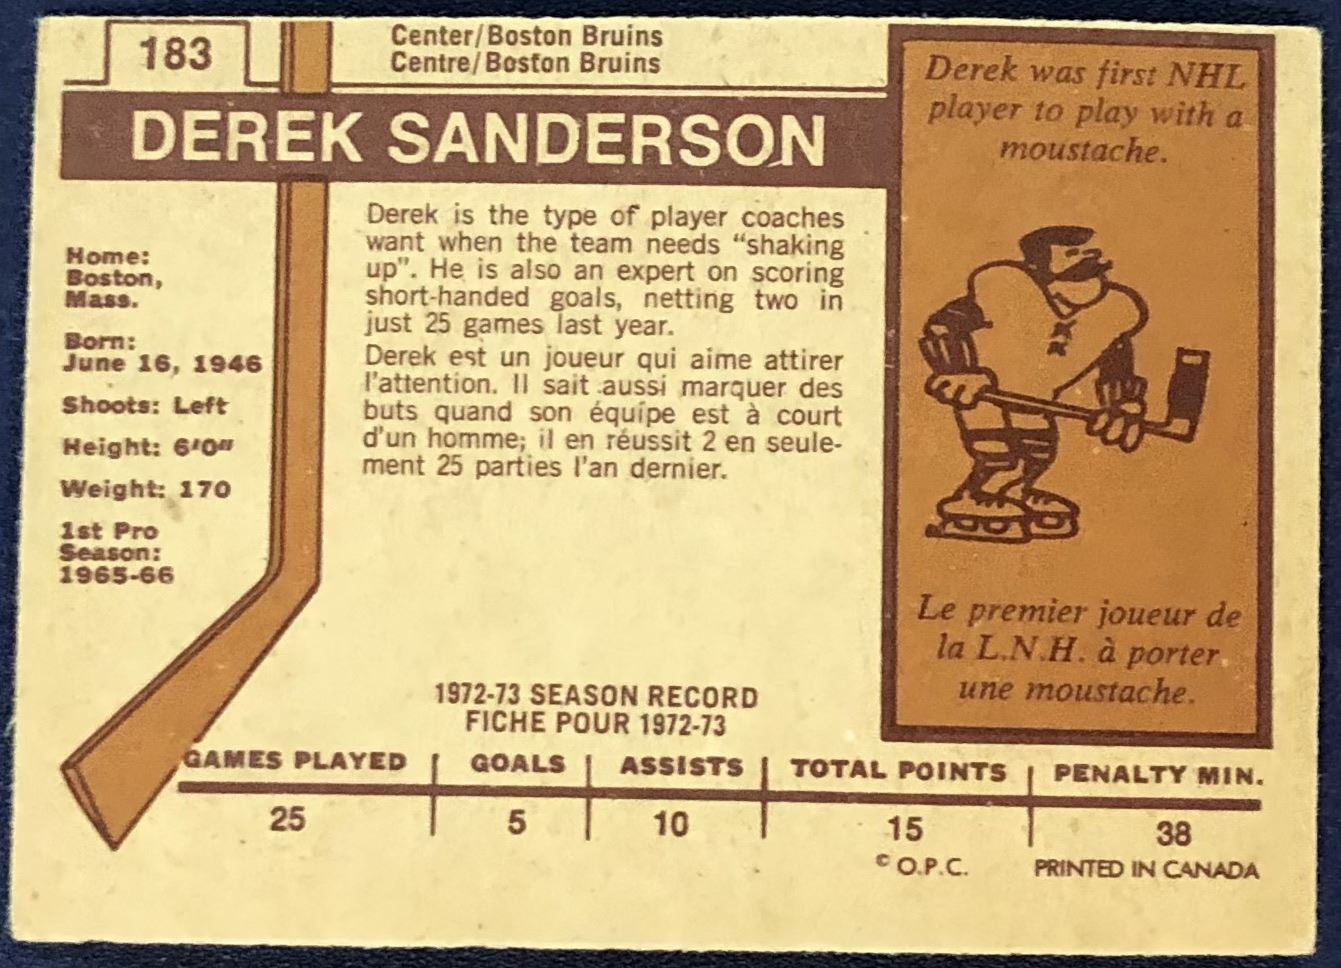 183
Center/Boston Bruins
Centre/Boston Bruins
DEREK SANDERSON
Home:
Boston,
Mass.
Born:
June 16, 1946
Shoots: Left
Height: 6'0"
Weight: 170
1st Pro
Season:
1965-66
Derek is the type of player coaches
want when the team needs "shaking
up". He is also an expert on scoring
short-handed goals, netting two in
just 25 games last year.
Derek est un joueur qui aime attirer
l'attention. Il sait aussi marquer des
buts quand son équipe est à court
d'un homme; il en réussit 2 en seule-
ment 25 parties l'an dernier.
Derek was first NHL
player to play with a
moustache.
Le premier joueur de
la L.N.H. à porter
une moustache.
1972-73 SEASON RECORD
FICHE POUR 1972-73
GAMES PLAYED GOALS ASSISTS TOTAL POINTS PENALTY MIN.
25 5 10 15 38
© O.P.C. PRINTED IN CANADA